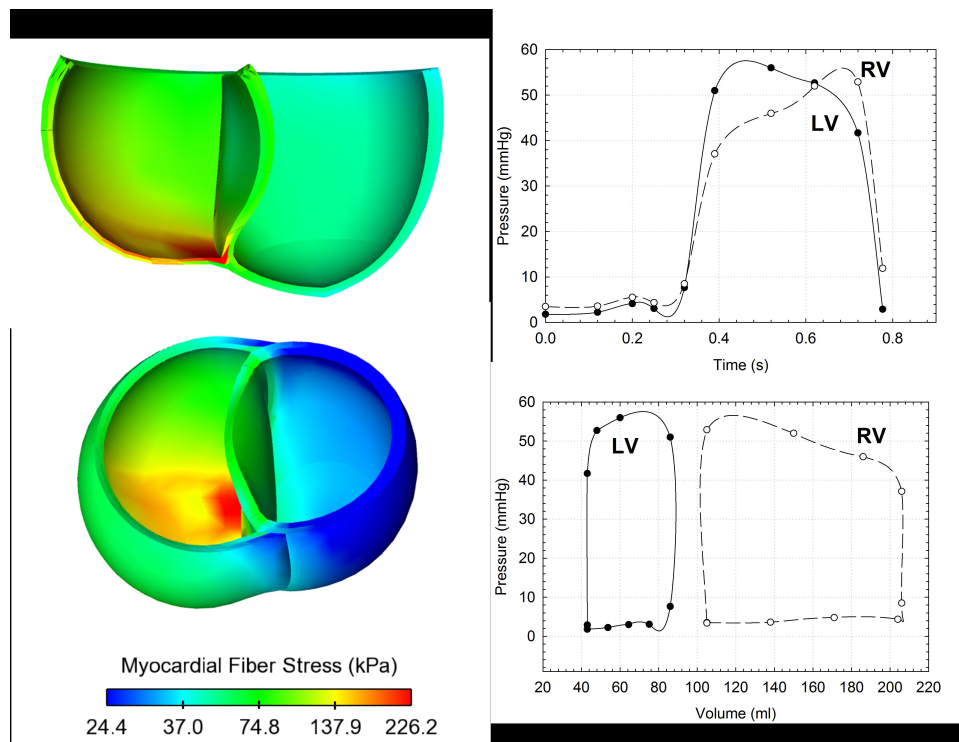 Myocardial Fiber Stress (kPa)
24.4 37.0 74.8 137.9 226.2
60
50
40
30
20
10
0
Pressure (mmHg)
RV
LV
0.0 0.2 0.4 0.6 0.8
Time (s)
60
50
40
30
20
10
0
Pressure (mmHg)
LV
RV
20 40 60 80 100 120 140 160 180 200 220
Volume (ml)